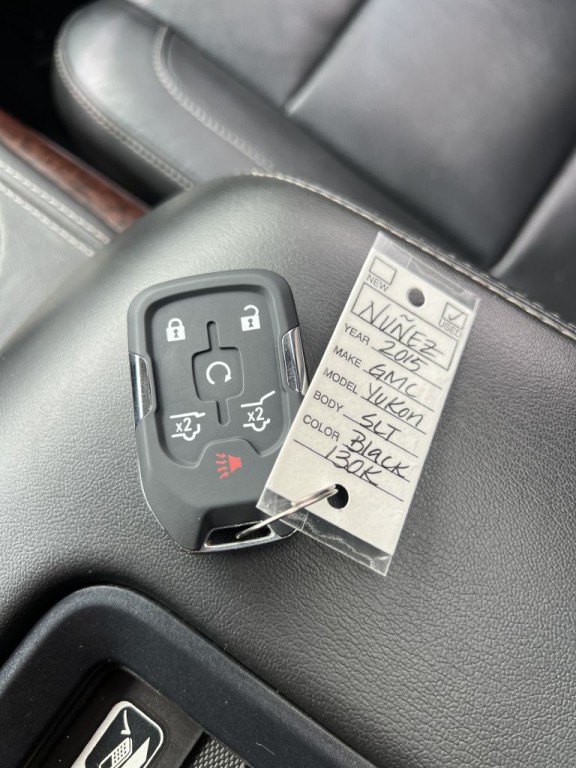 NEW
USED
NUÑEZ
YEAR 2015
MAKE GMC
MODEL YUKON
BODY SLT
COLOR Black
130K
x2 x2